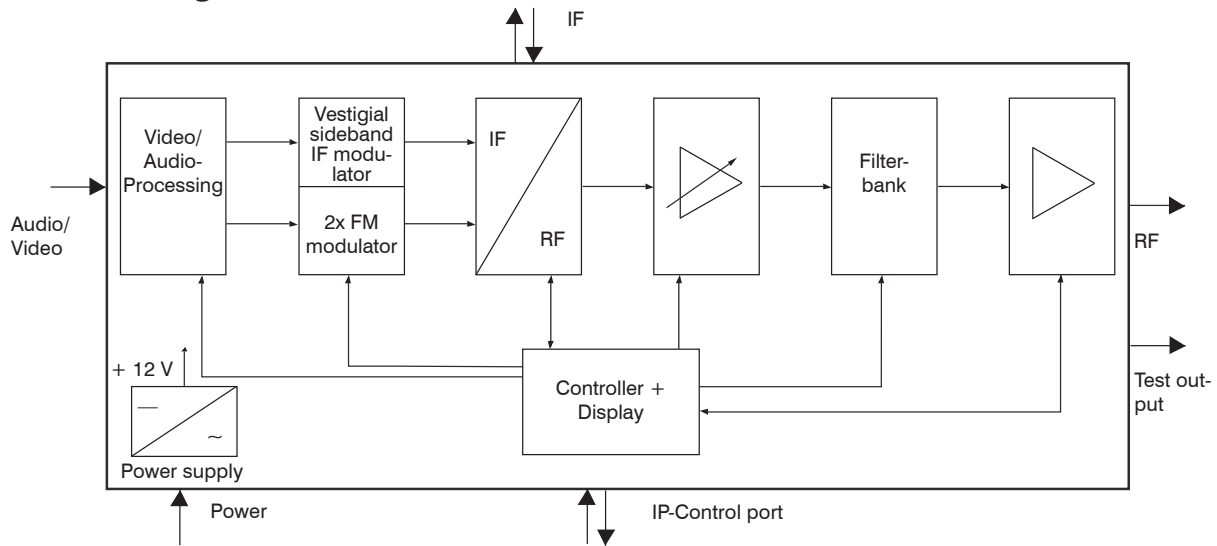 IF
Video/
Audio-
Processing
Vestigial
sideband
IF modu-
lator
2x FM
modulator
IF
RF
Filter-
bank
Audio/
Video
RF
+ 12 V
Controller +
Display
Test out-
put
—
~
Power supply
Power
IP-Control port